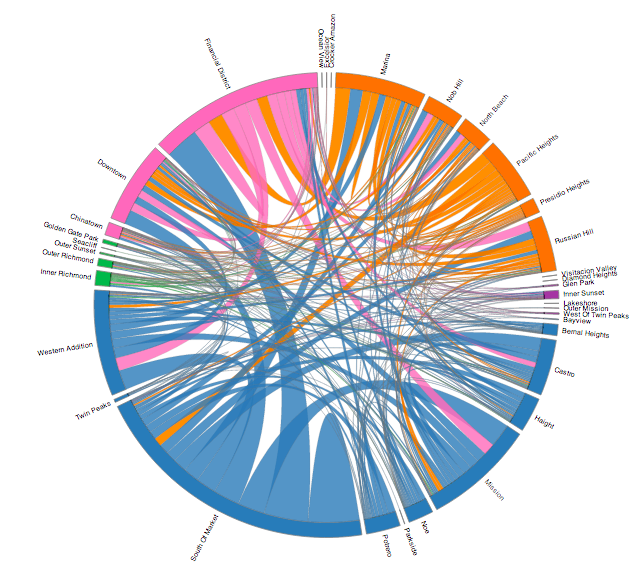 Ocean View
Excelsior
Crocker Amazon
Marina
Nob Hill
North Beach
Pacific Heights
Presidio Heights
Russian Hill
Visitacion Valley
Diamond Heights
Glen Park
Inner Sunset
Lakeshore
Outer Mission
West Of Twin Peaks
Bayview
Bernal Heights
Castro
Haight
Mission
Noe
Parkside
Potrero
South Of Market
Twin Peaks
Western Addition
Inner Richmond
Outer Richmond
Outer Sunset
Seacliff
Golden Gate Park
Chinatown
Downtown
Financial District